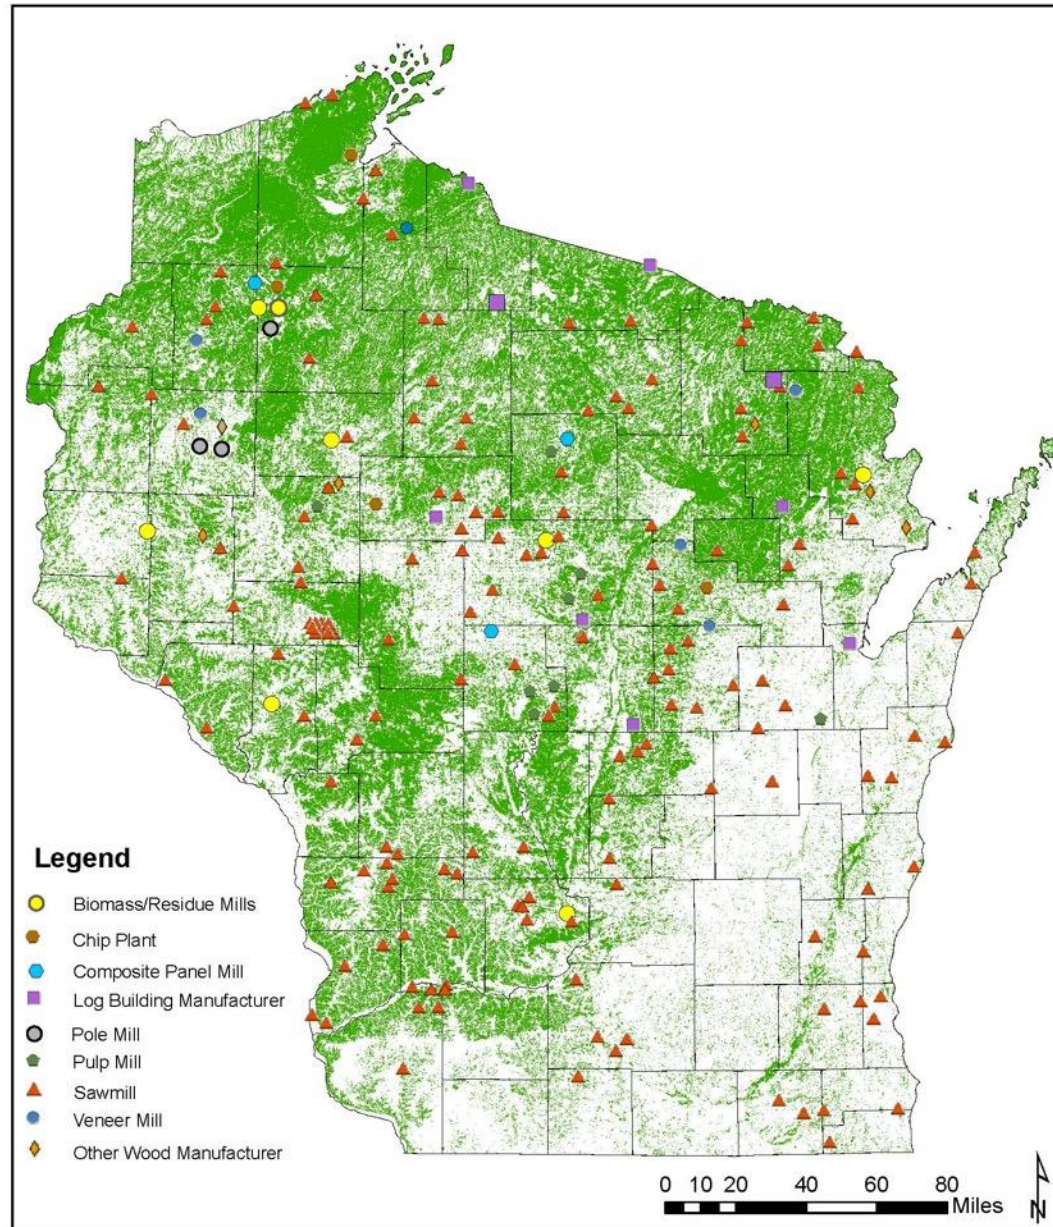 Legend
Biomass/Residue Mills
Chip Plant
Composite Panel Mill
Log Building Manufacturer
Pole Mill
Pulp Mill
Sawmill
Veneer Mill
Other Wood Manufacturer
0 10 20 40 60 80
Miles
N